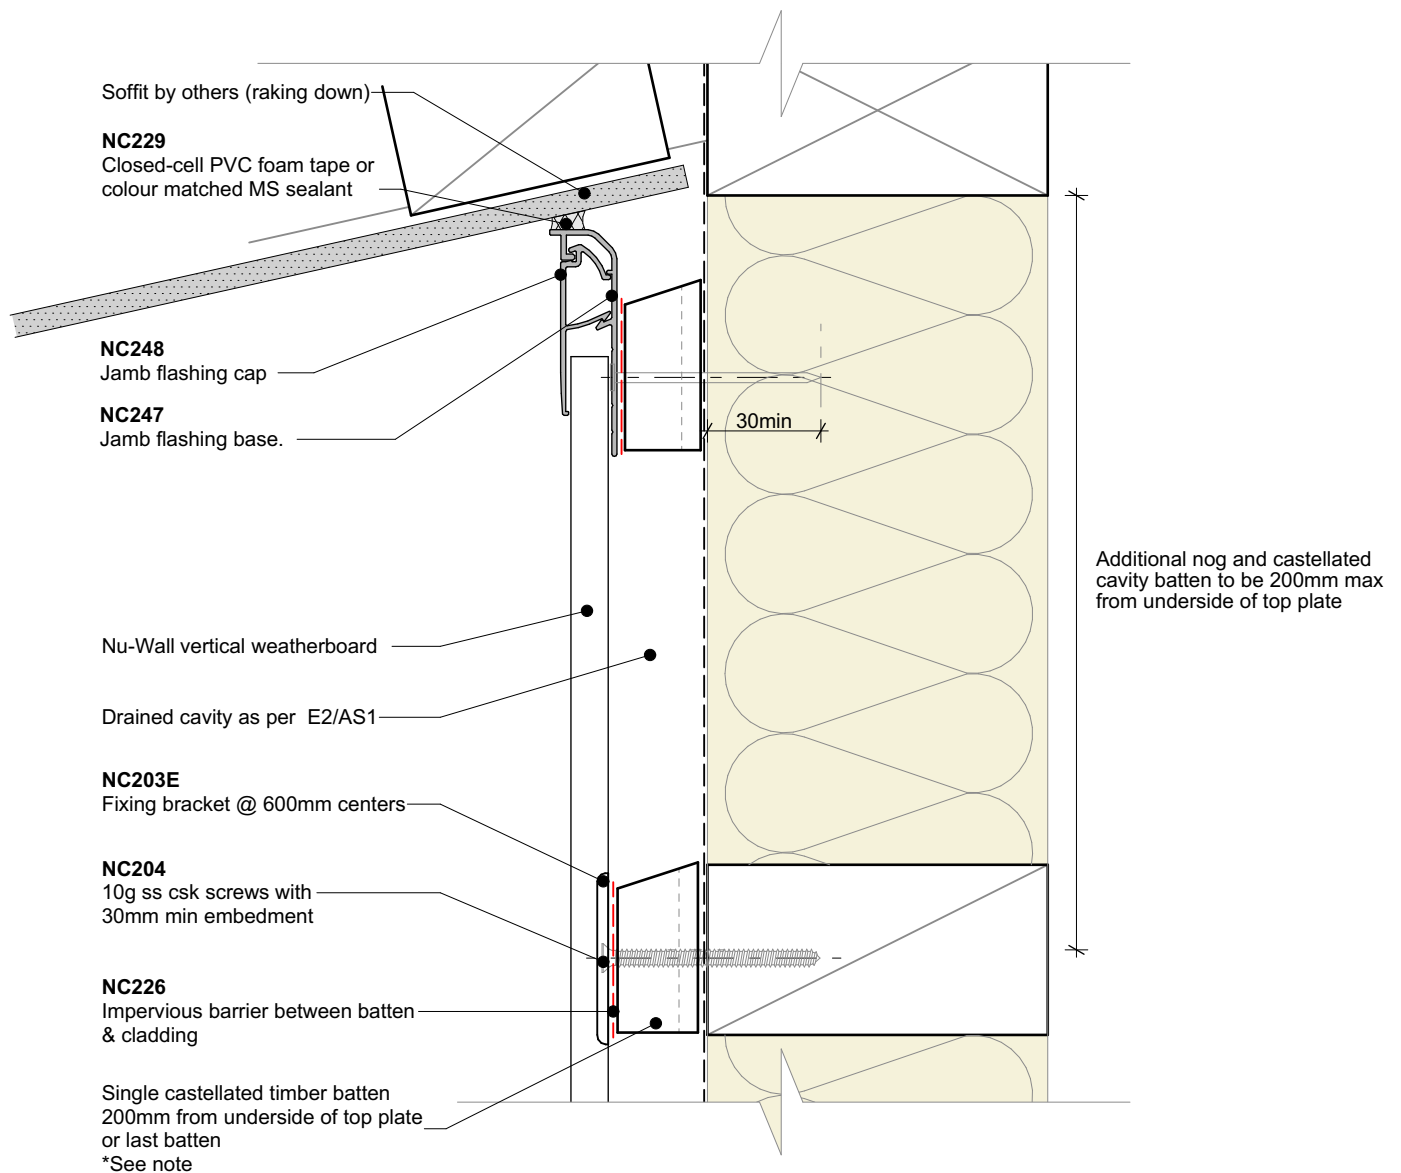 Soffit by others (raking down)
NC229
Closed-cell PVC foam tape or
colour matched MS sealant
NC248
Jamb flashing cap
NC247
Jamb flashing base.
30min
Additional nog and castellated
cavity batten to be 200mm max
from underside of top plate
Nu-Wall vertical weatherboard
Drained cavity as per E2/AS1
NC203E
Fixing bracket @ 600mm centers
NC204
10g ss csk screws with
30mm min embedment
NC226
Impervious barrier between batten
& cladding
Single castellated timber batten
200mm from underside of top plate
or last batten
*See note